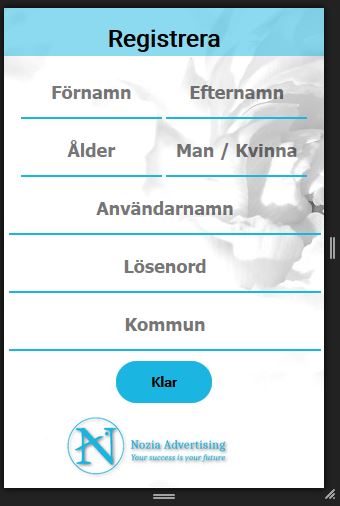 Registrera
Förnamn Efternamn
Ålder Man / Kvinna
Användarnamn
Lösenord
Kommun
Klar
Nozia Advertising
Your success is your future